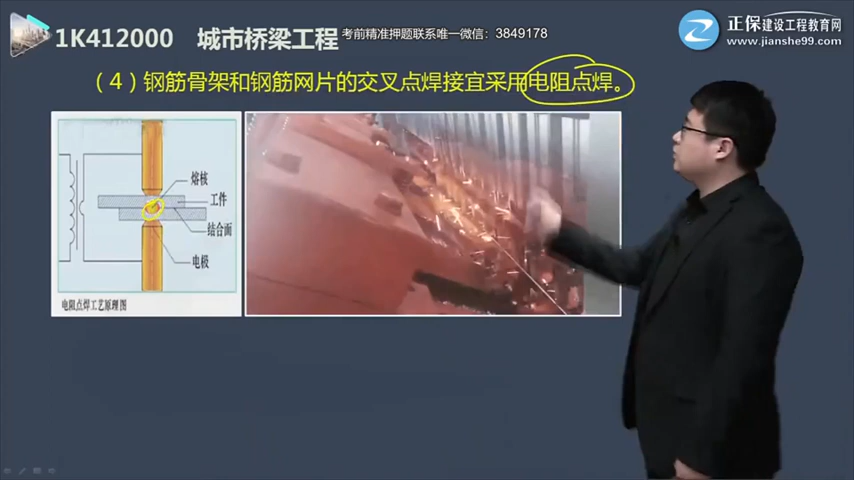 1K412000 城市桥梁工程
考前精准押题联系唯一微信：3849178
正保建设工程教育网
www.jianshe99.com
（4）钢筋骨架和钢筋网片的交叉点焊接宜采用电阻点焊。
熔核
工件
结合面
电极
电阻点焊工艺原理图